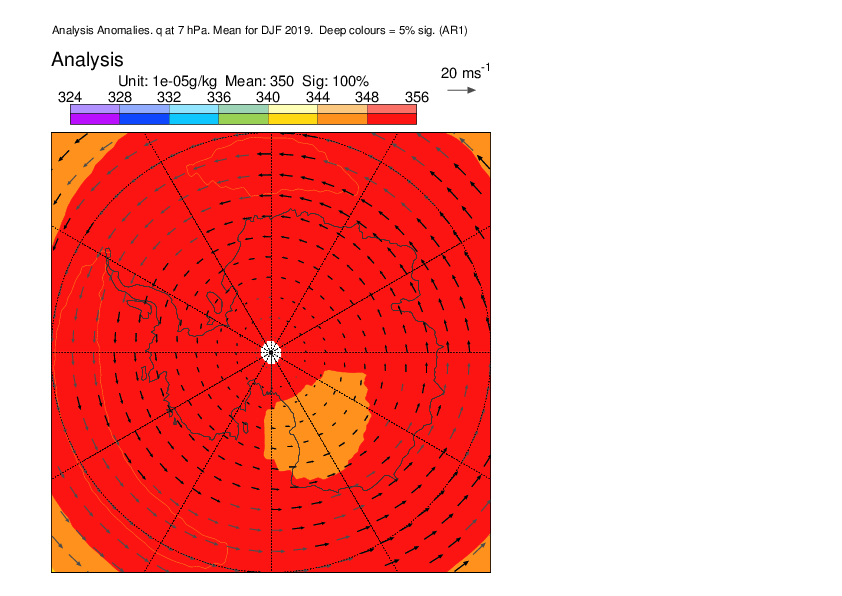 Analysis Anomalies. q at 7 hPa. Mean for DJF 2019.  Deep colours = 5% sig. (AR1)
Analysis
20 ms⁻¹
Unit: 1e-05g/kg  Mean: 350  Sig: 100%
324 328 332 336 340 344 348 356